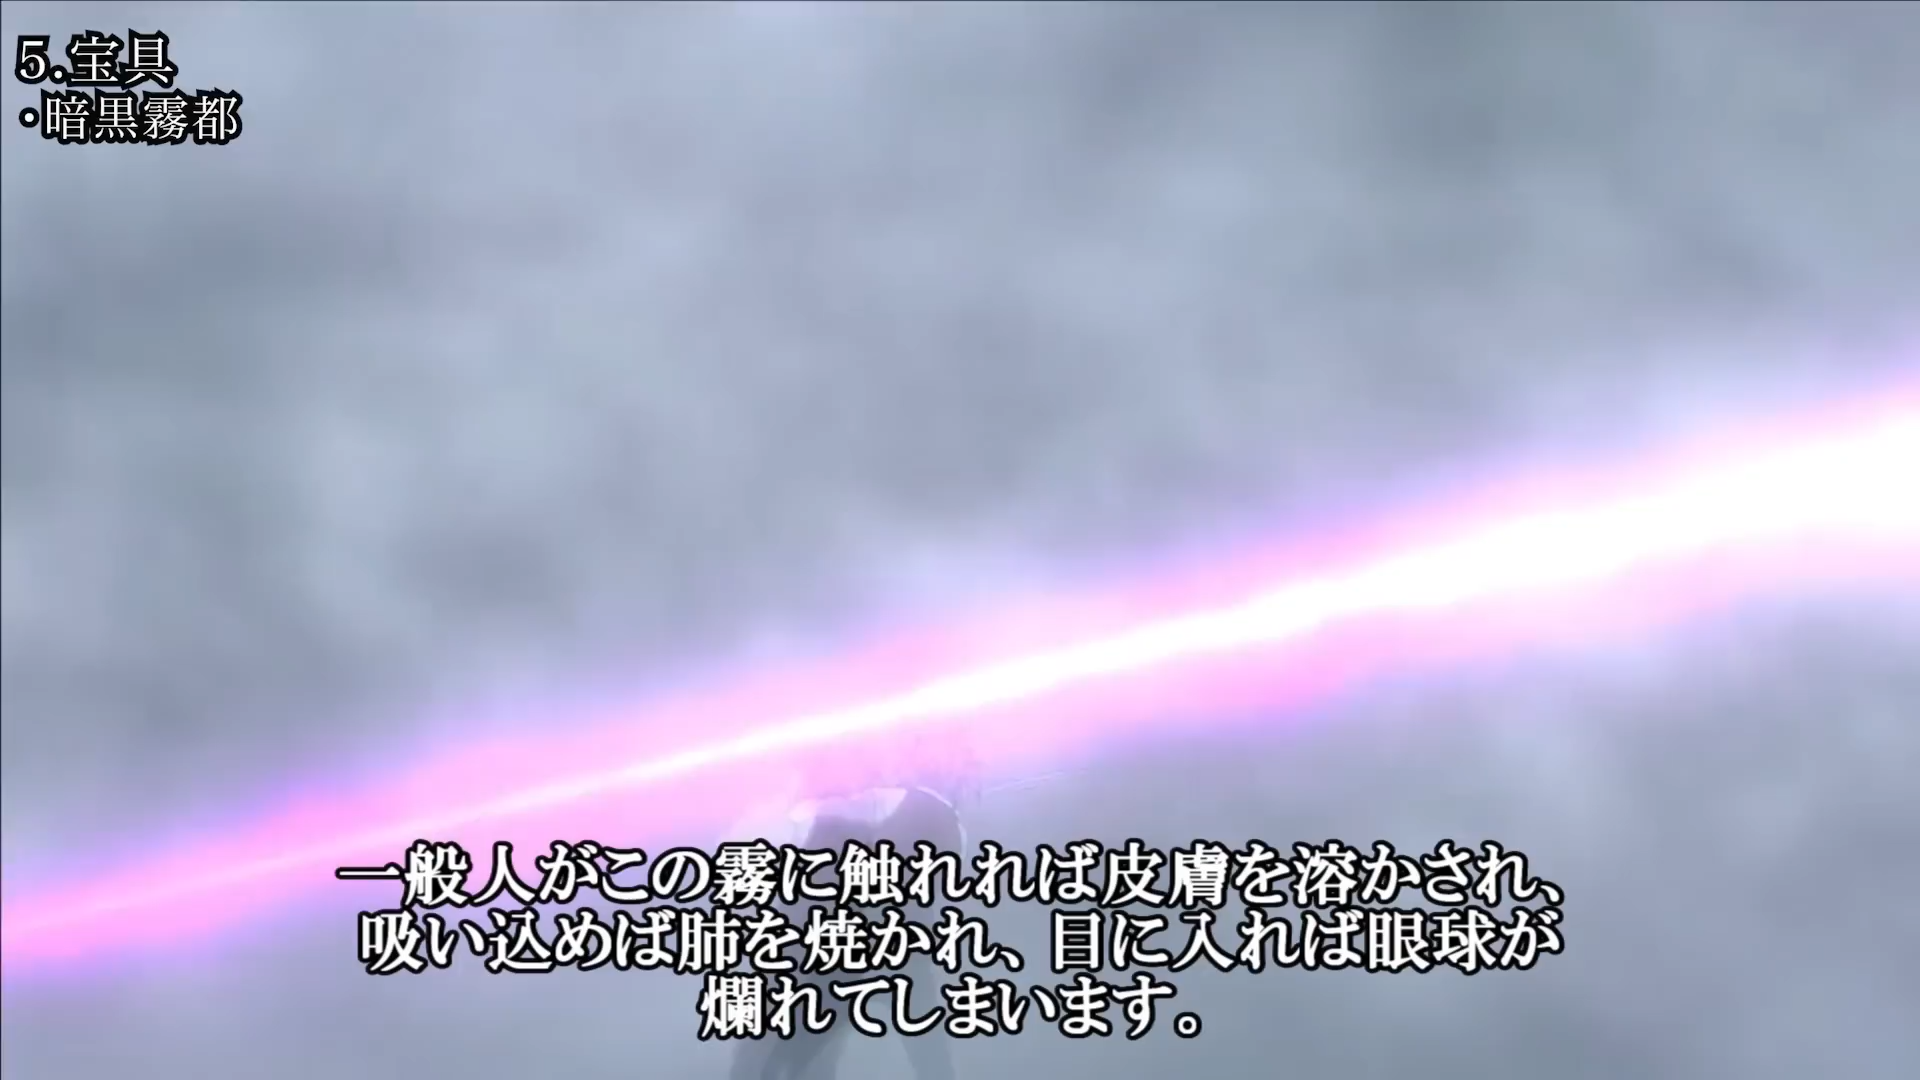 5.宝具
・暗黒霧都
一般人がこの霧に触れれば皮膚を溶かされ、
吸い込めば肺を焼かれ、目に入れば眼球が
爛れてしまいます。